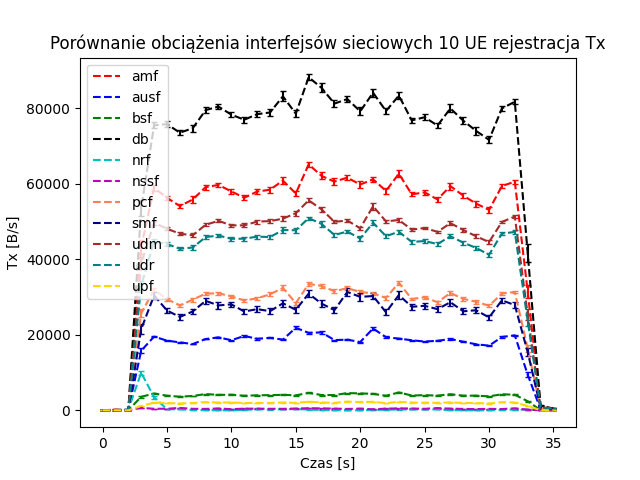 Porównanie obciążenia interfejsów sieciowych 10 UE rejestracja Tx
amf
ausf
bsf
db
nrf
nssf
pcf
smf
udm
udr
upf
80000
60000
40000
20000
0
Tx [B/s]
0 5 10 15 20 25 30 35
Czas [s]